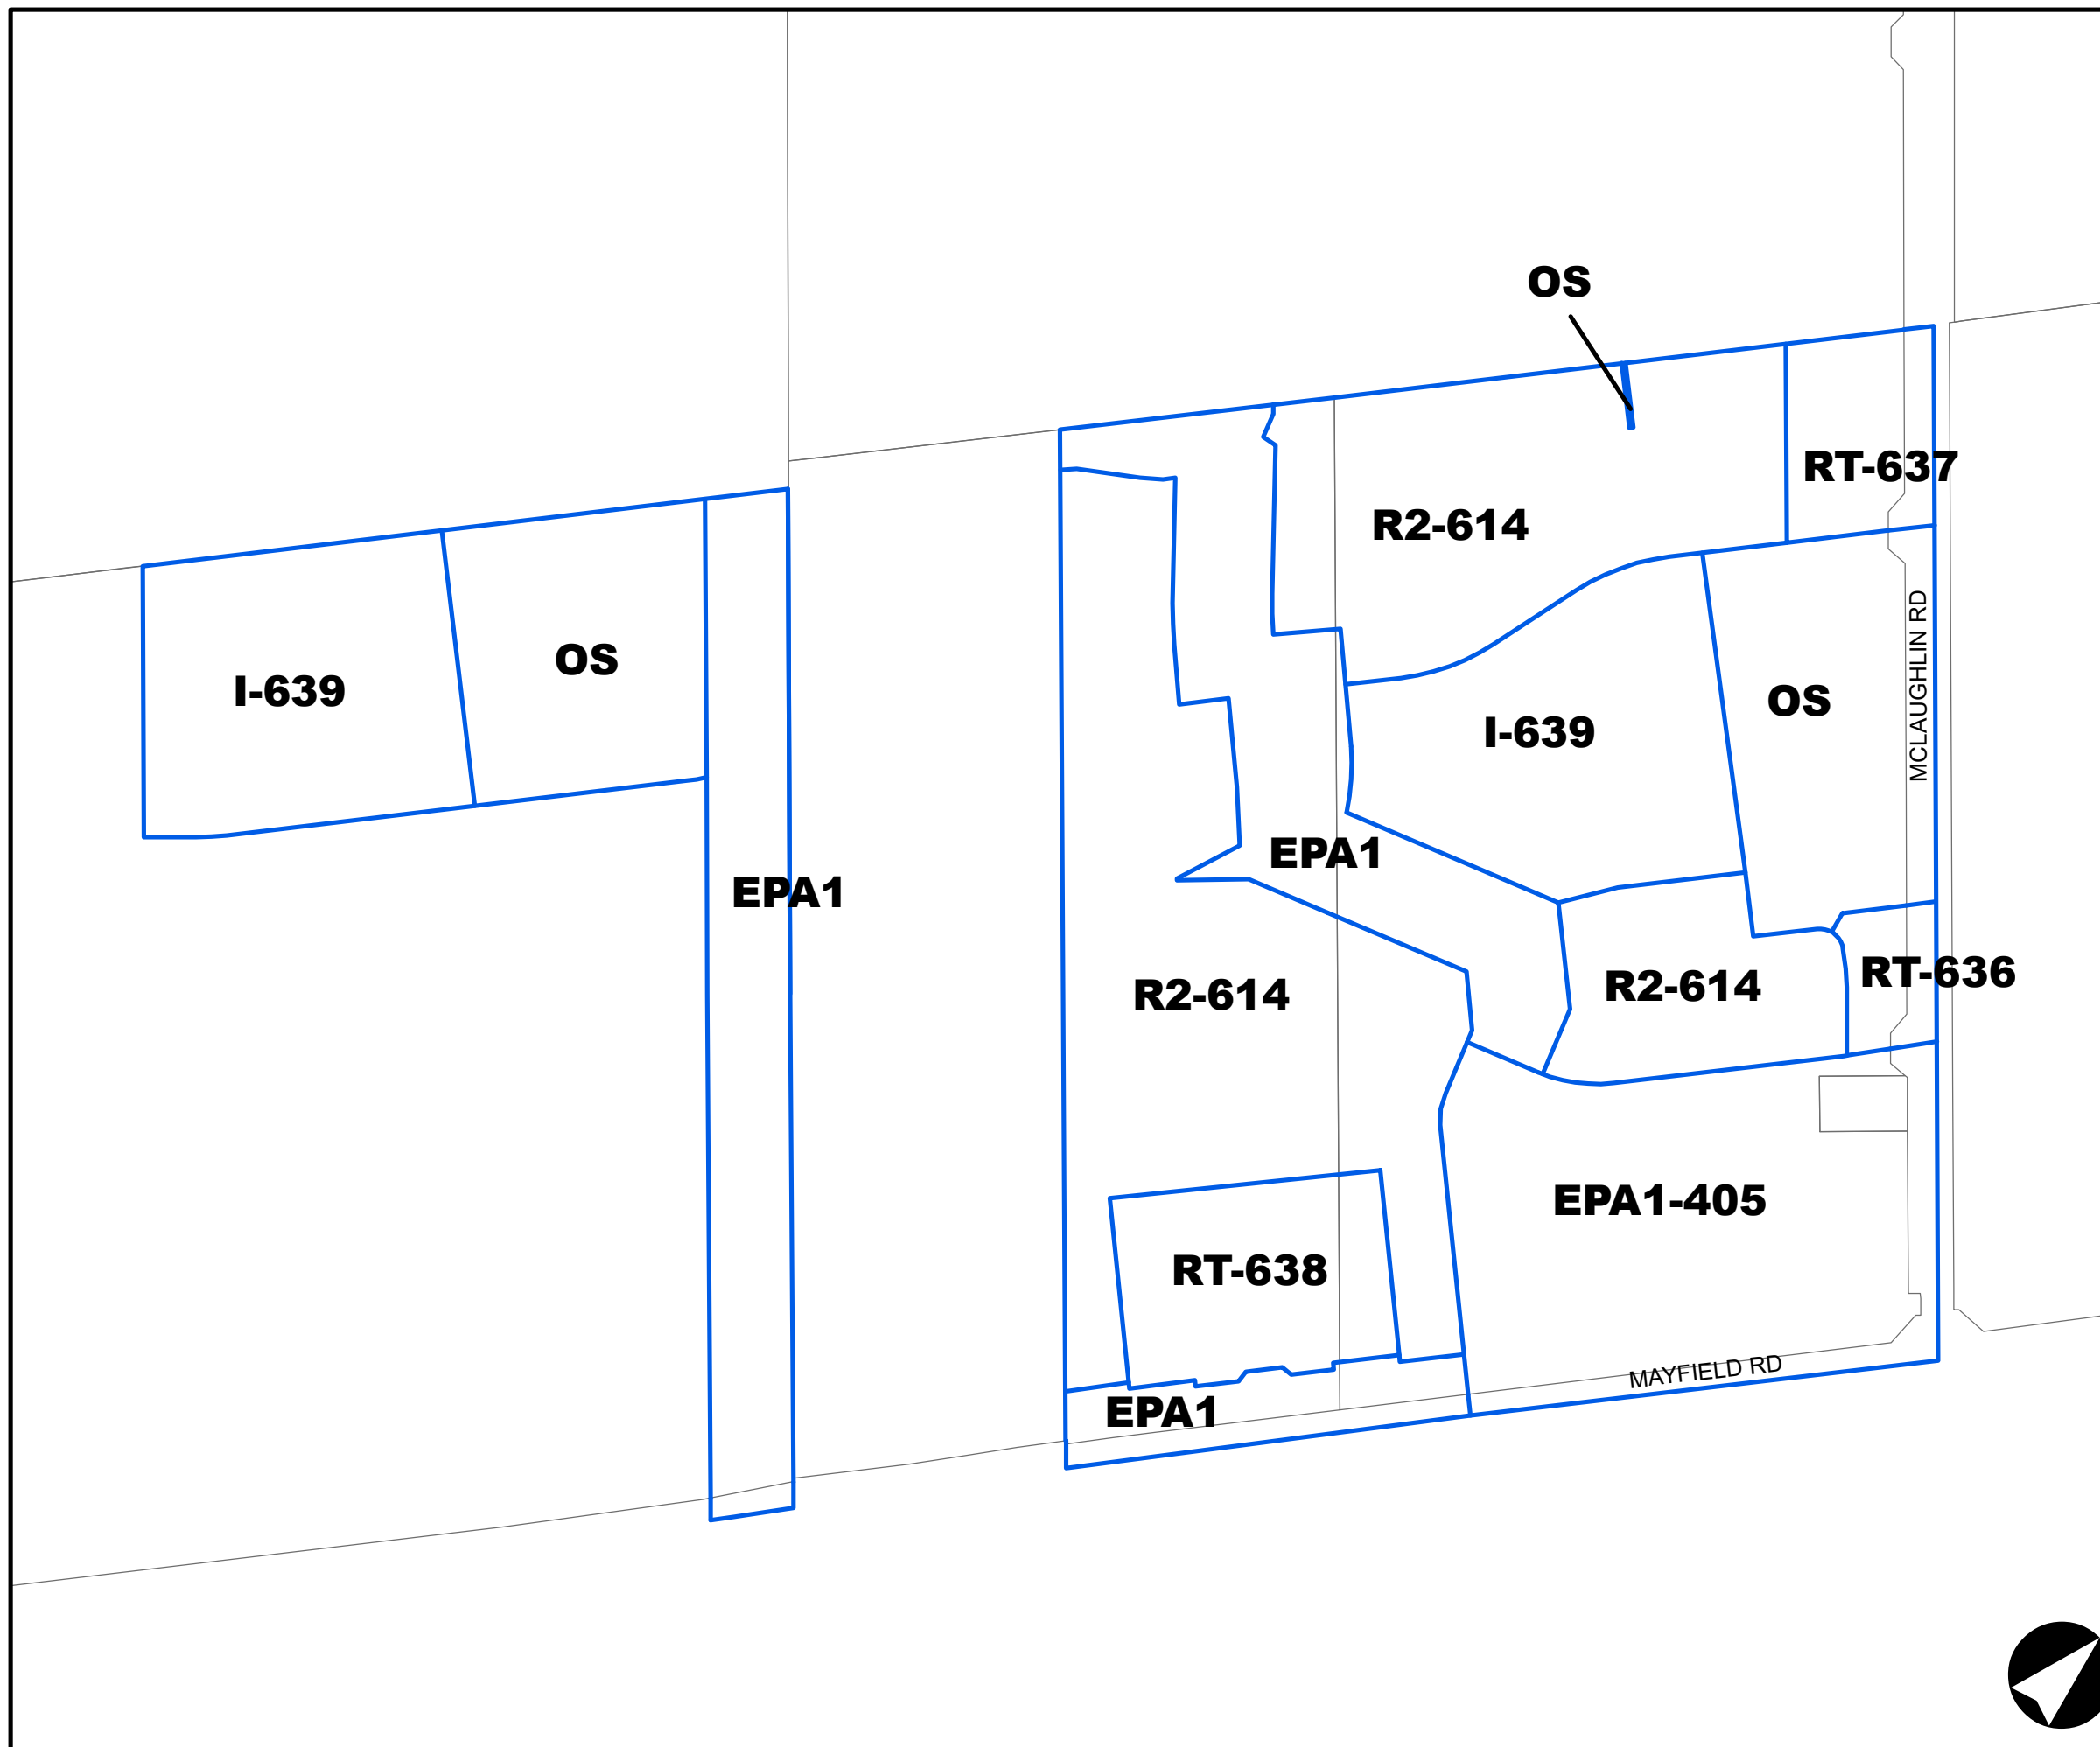 OS
RT-637
R2-614
OS
I-639
OS
I-639
MCLAUGHLIN RD
EPA1
EPA1
RT-636
R2-614
R2-614
EPA1-405
RT-638
MAYFIELD RD
EPA1